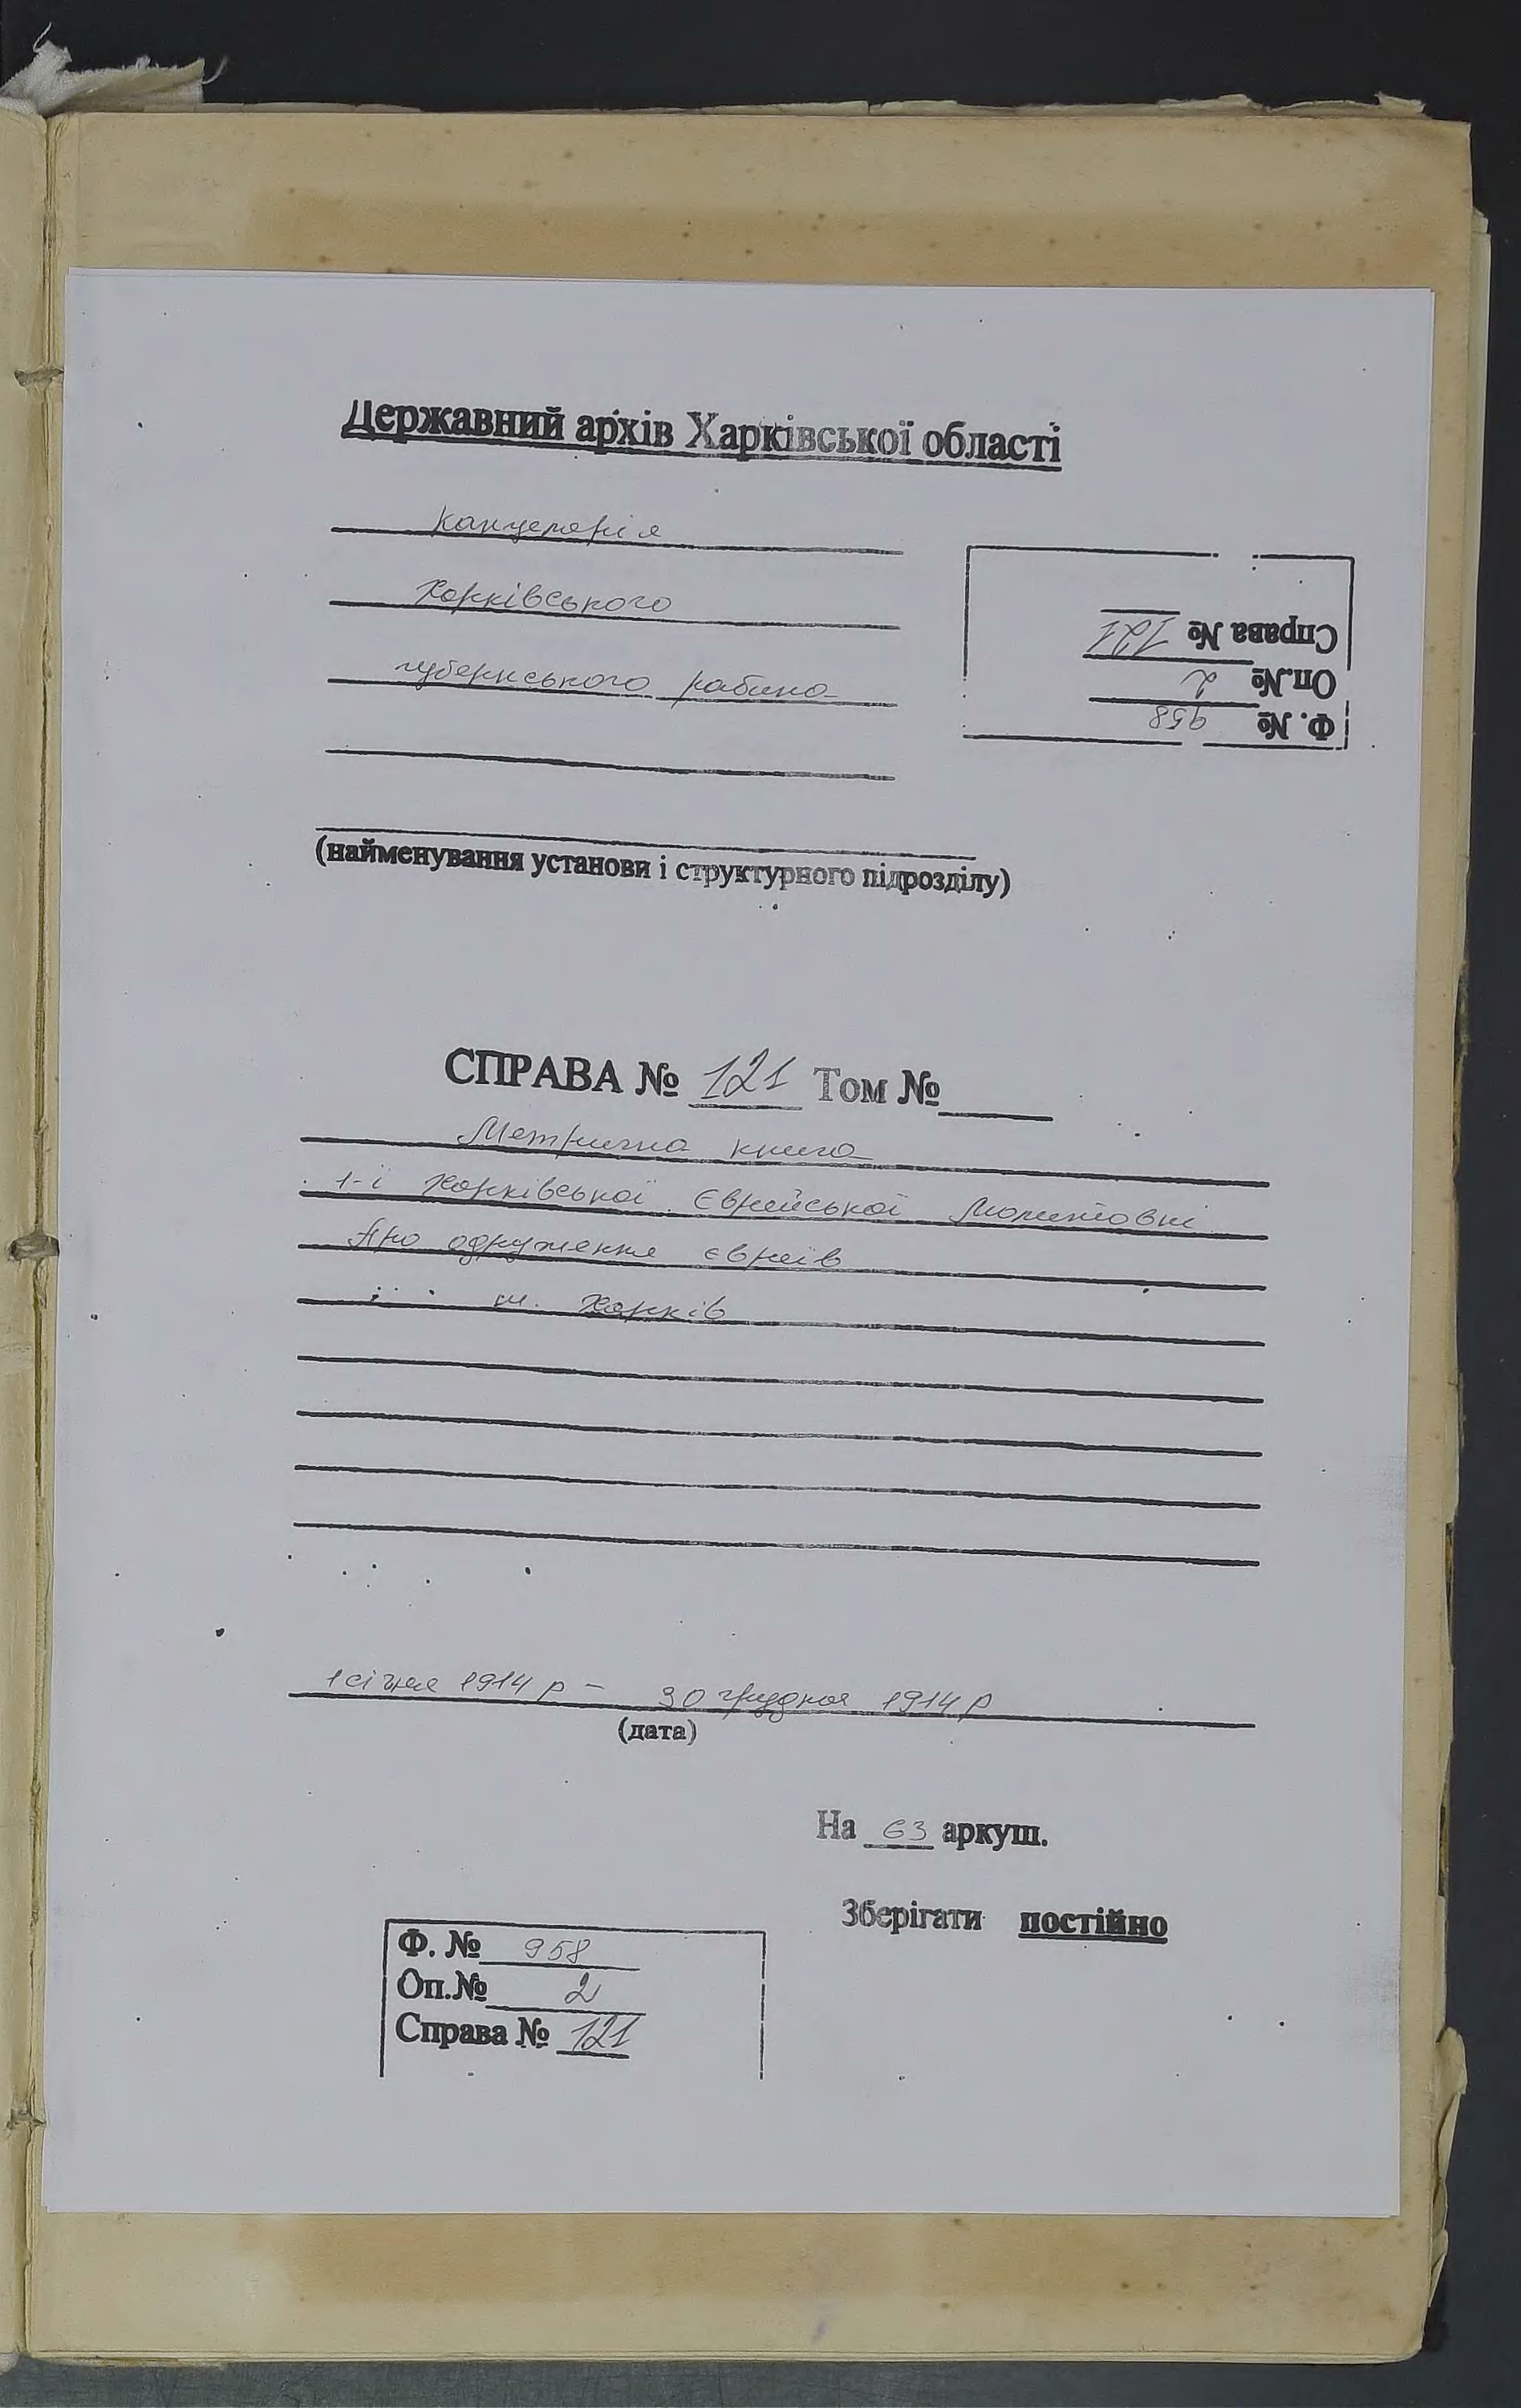 Державний архів Харківської області
Канцелярія
Харківського
губернського рабина
Справа № 121
Оп.№ 2
Ф. № 958
(найменування установи і структурного підрозділу)
СПРАВА № 121 Том №
Метрична книга
1-ї Харківської Єврейської Молитовні
про одруження євреїв
м. Харків
1 січня 1914 р - 30 грудня 1914 р
(дата)
На 63 аркуш.
Зберігати постійно
Ф. № 958
Оп.№ 2
Справа № 121